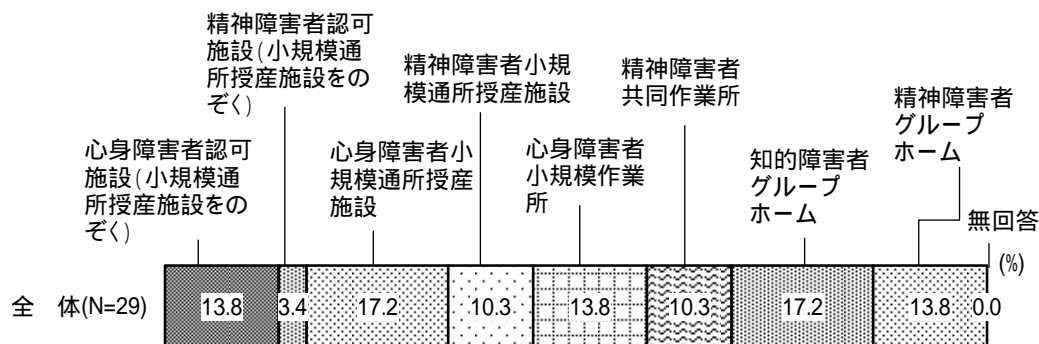 精神障害者認可
施設(小規模通
所授産施設をの
ぞく)
精神障害者小規
模通所授産施設
精神障害者
共同作業所
精神障害者
グループ
ホーム
心身障害者認可
施設(小規模通
所授産施設をの
ぞく)
心身障害者小
規模通所授産
施設
心身障害者
小規模作業
所
知的障害者
グループ
ホーム
無回答
(%)
全 体(N=29) 13.8 3.4 17.2 10.3 13.8 10.3 17.2 13.8 0.0